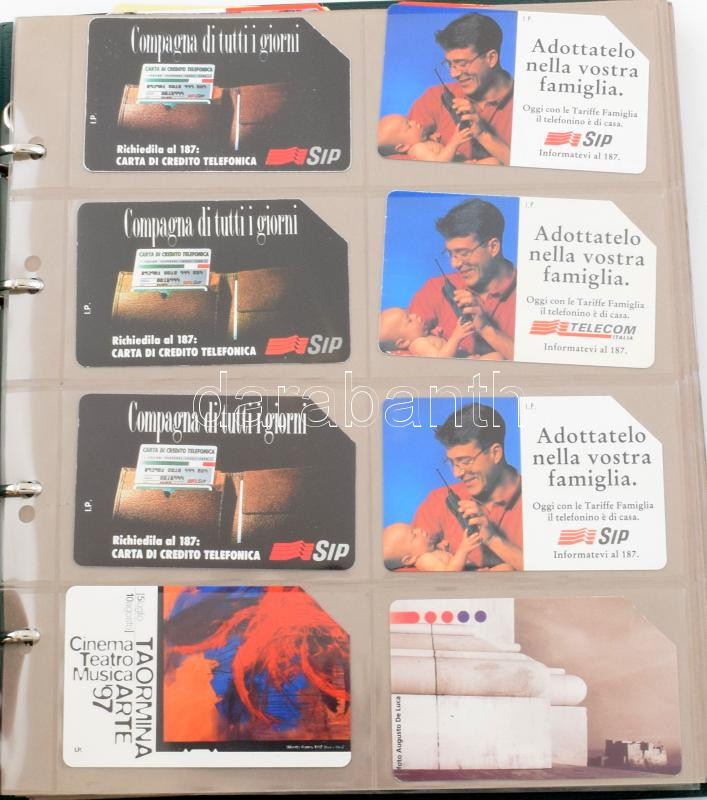 Compagna di tutti i giorni
CARTA DI CREDITO TELEFONICA
I.P.
Richiedila al 187:
CARTA DI CREDITO TELEFONICA
SIP
I.P.
Adottatelo
nella vostra
famiglia.
Oggi con le Tariffe Famiglia
il telefonino è di casa.
SIP
Informatevi al 187.
Compagna di tutti i giorni
CARTA DI CREDITO TELEFONICA
I.P.
Richiedila al 187:
CARTA DI CREDITO TELEFONICA
SIP
I.P.
Adottatelo
nella vostra
famiglia.
Oggi con le Tariffe Famiglia
il telefonino è di casa.
TELECOM
ITALIA
Informatevi al 187.
darabanth
Compagna di tutti i giorni
CARTA DI CREDITO TELEFONICA
I.P.
Richiedila al 187:
CARTA DI CREDITO TELEFONICA
SIP
I.P.
Adottatelo
nella vostra
famiglia.
Oggi con le Tariffe Famiglia
il telefonino è di casa.
SIP
Informatevi al 187.
Cinema
Teatro
Musica
TAORMINA
ARTE
'97
I.P.
foto Augusto De Luca